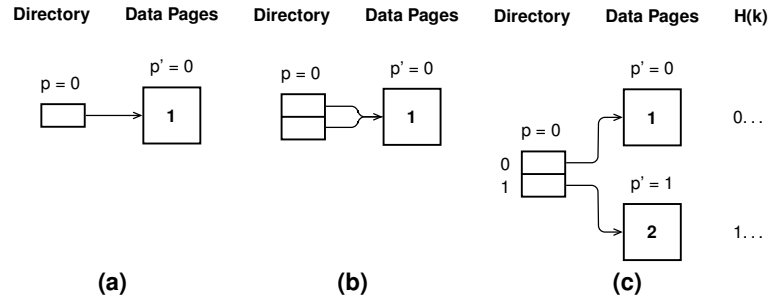 Directory Data Pages
p = 0
p' = 0
1
(a)
Directory Data Pages
p = 0
p' = 0
1
(b)
Directory Data Pages H(k)
p' = 0
1
0...
p = 0
0
1
p' = 1
2
1...
(c)